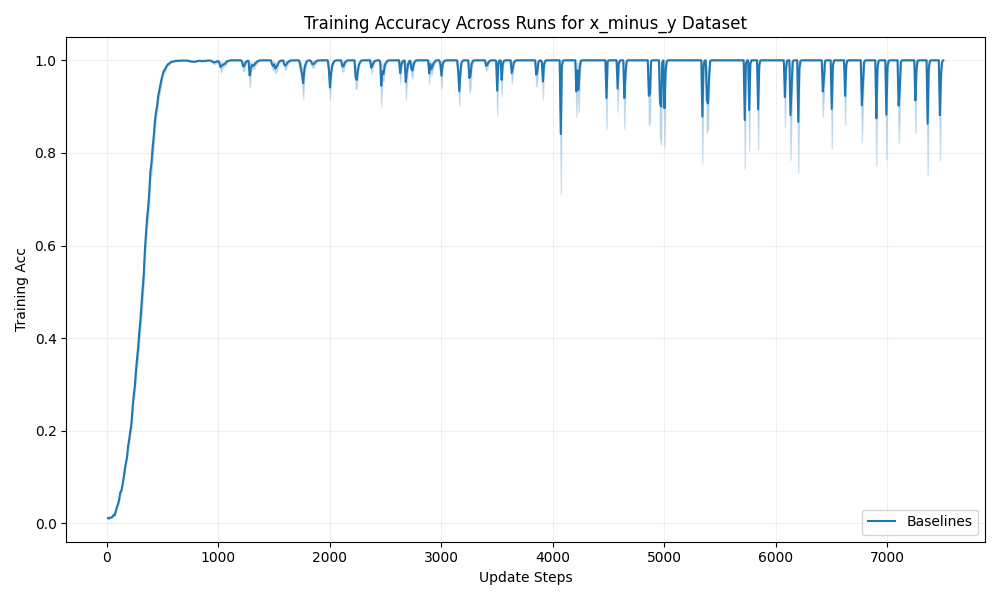 Training Accuracy Across Runs for x_minus_y Dataset
1.0
0.8
0.6
0.4
0.2
0.0
Training Acc
0 1000 2000 3000 4000 5000 6000 7000
Update Steps
Baselines